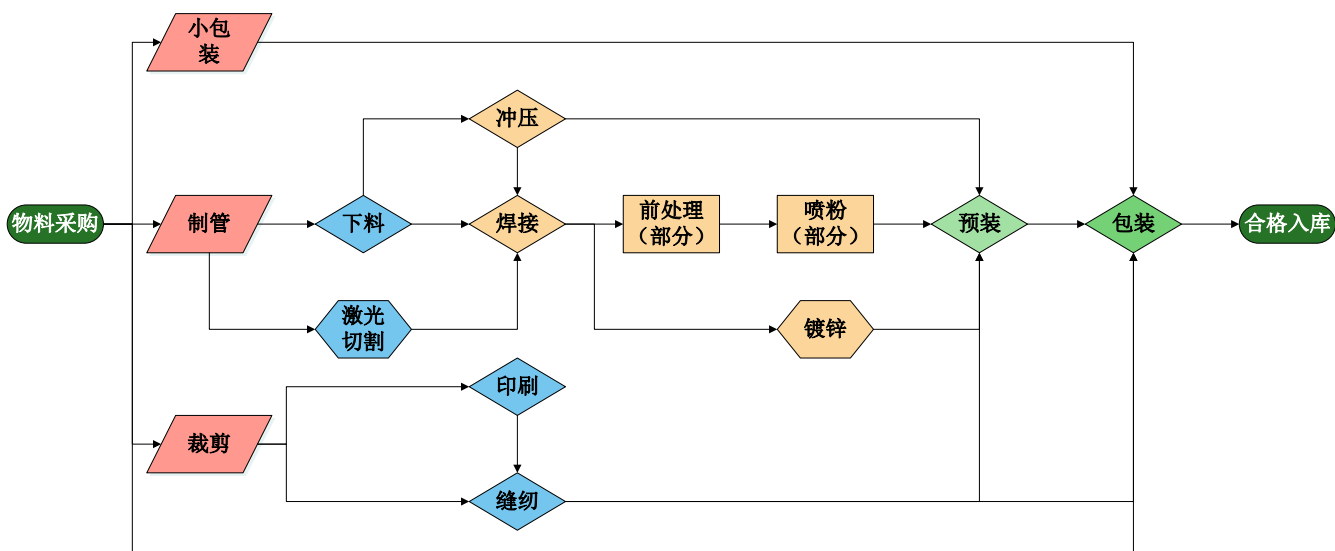 小包
装
冲压
物料采购
制管
下料
焊接
前处理
（部分）
喷粉
（部分）
预装
包装
合格入库
激光
切割
镀锌
印刷
裁剪
缝纫